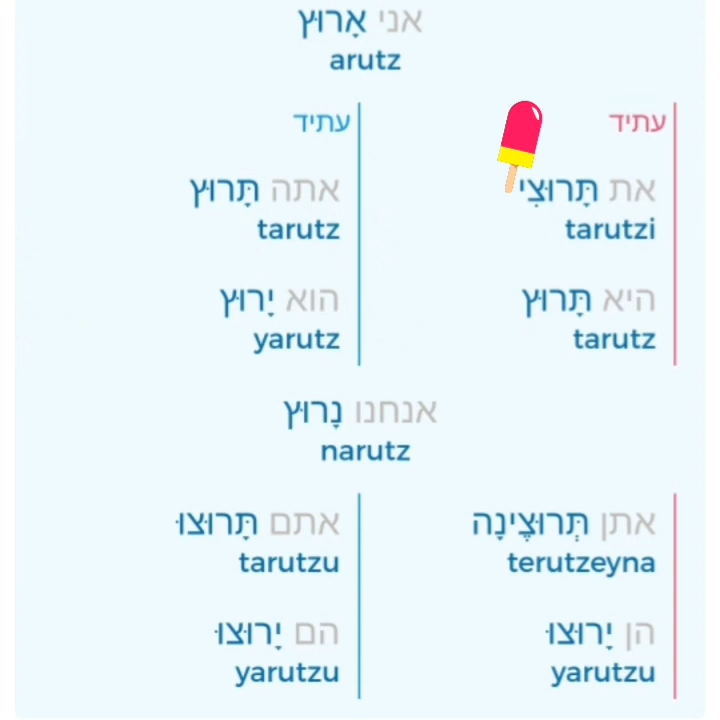 אני אָרוּץ
arutz
עתיד
את תָּרוּצִי
tarutzi
היא תָּרוּץ
tarutz
עתיד
אתה תָּרוּץ
tarutz
הוא יָרוּץ
yarutz
אנחנו נָרוּץ
narutz
אתן תְּרוּצֶינָה
terutzeyna
הן יָרוּצוּ
yarutzu
אתם תָּרוּצוּ
tarutzu
הם יָרוּצוּ
yarutzu